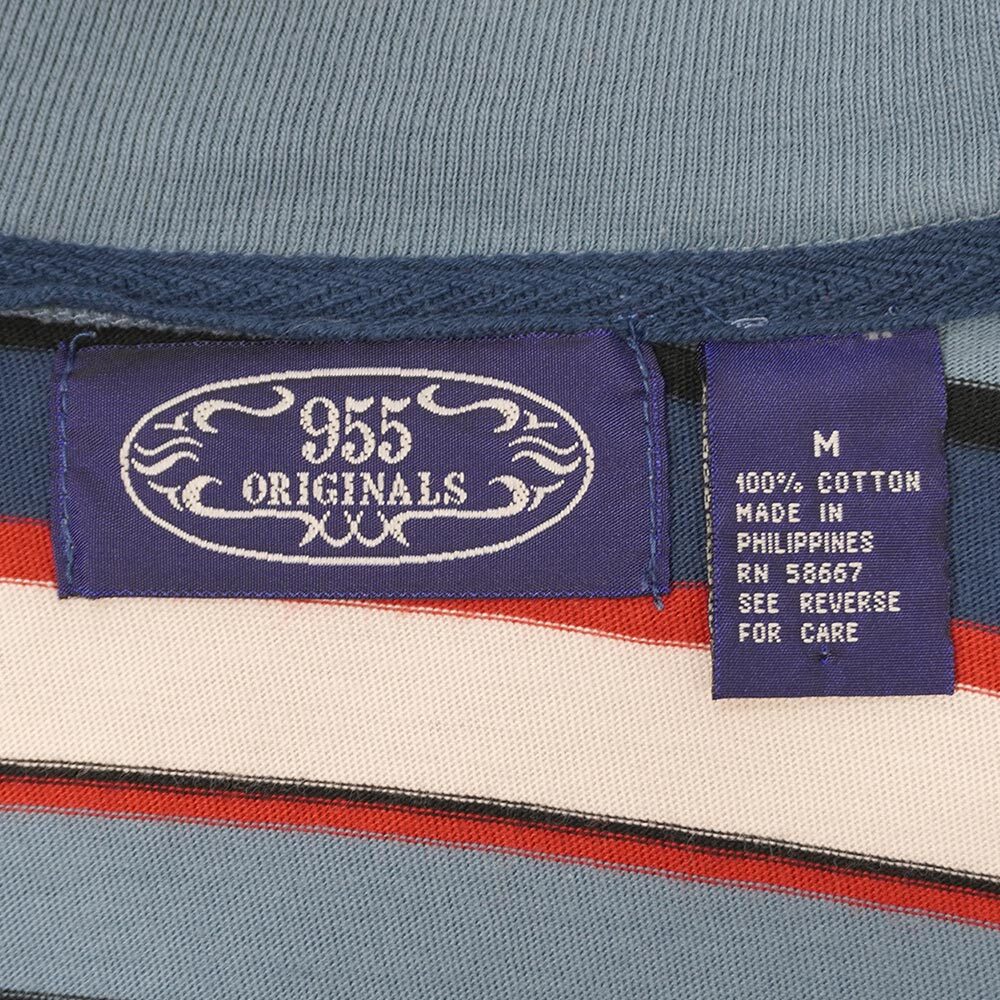 955
ORIGINALS
M
100% COTTON
MADE IN
PHILIPPINES
RN 58667
SEE REVERSE
FOR CARE